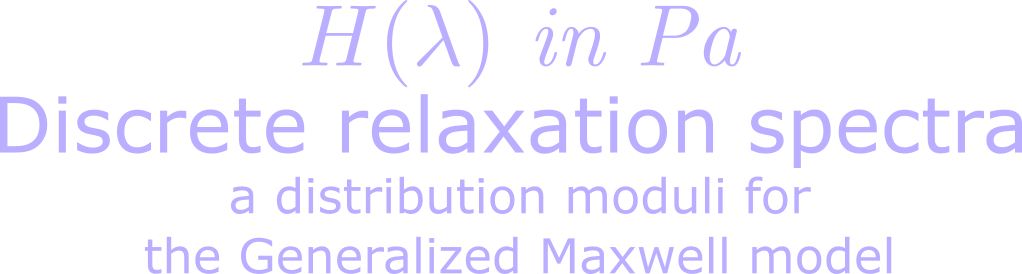 H(λ) in Pa
Discrete relaxation spectra
a distribution moduli for
the Generalized Maxwell model